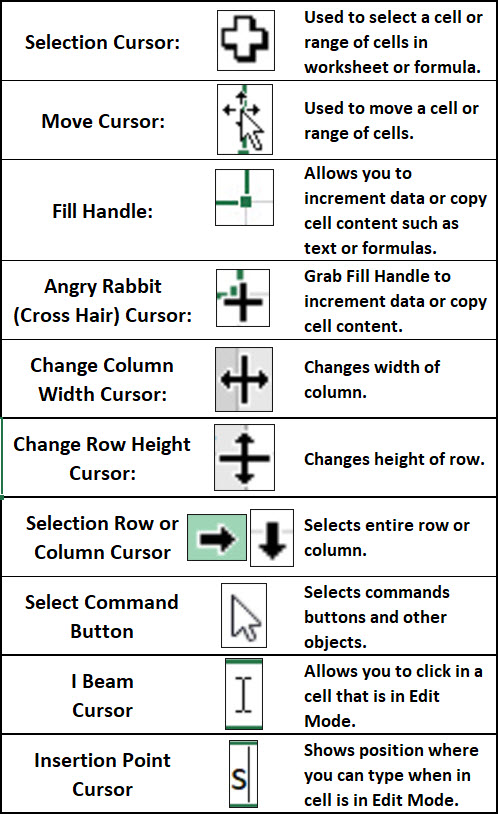 Selection Cursor:
Used to select a cell or
range of cells in
worksheet or formula.
Move Cursor:
Used to move a cell or
range of cells.
Fill Handle:
Allows you to
increment data or copy
cell content such as
text or formulas.
Angry Rabbit
(Cross Hair) Cursor:
Grab Fill Handle to
increment data or copy
cell content.
Change Column
Width Cursor:
Changes width of
column.
Change Row Height
Cursor:
Changes height of row.
Selection Row or
Column Cursor
Selects entire row or
column.
Select Command
Button
Selects commands
buttons and other
objects.
I Beam
Cursor
Allows you to click in a
cell that is in Edit
Mode.
Insertion Point
Cursor
s
Shows position where
you can type when in
cell is in Edit Mode.